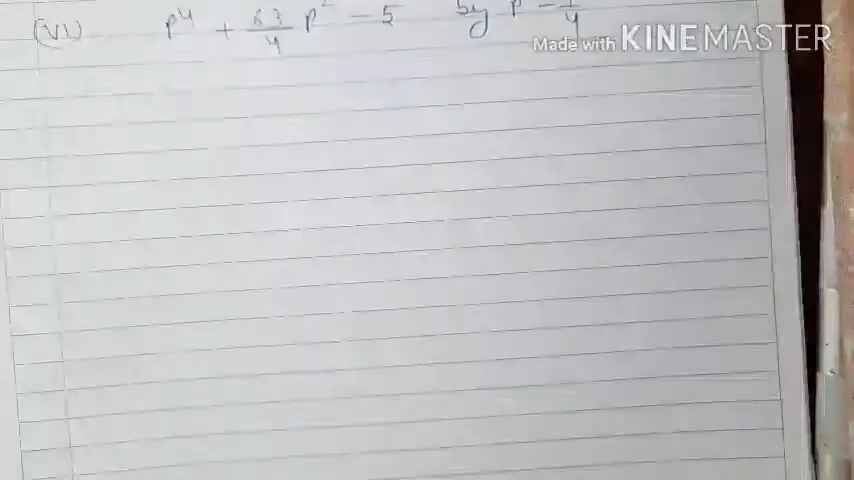 (VI) p⁴ + 63/4 p² - 5 by p - 1/4
Made with KINEMASTER